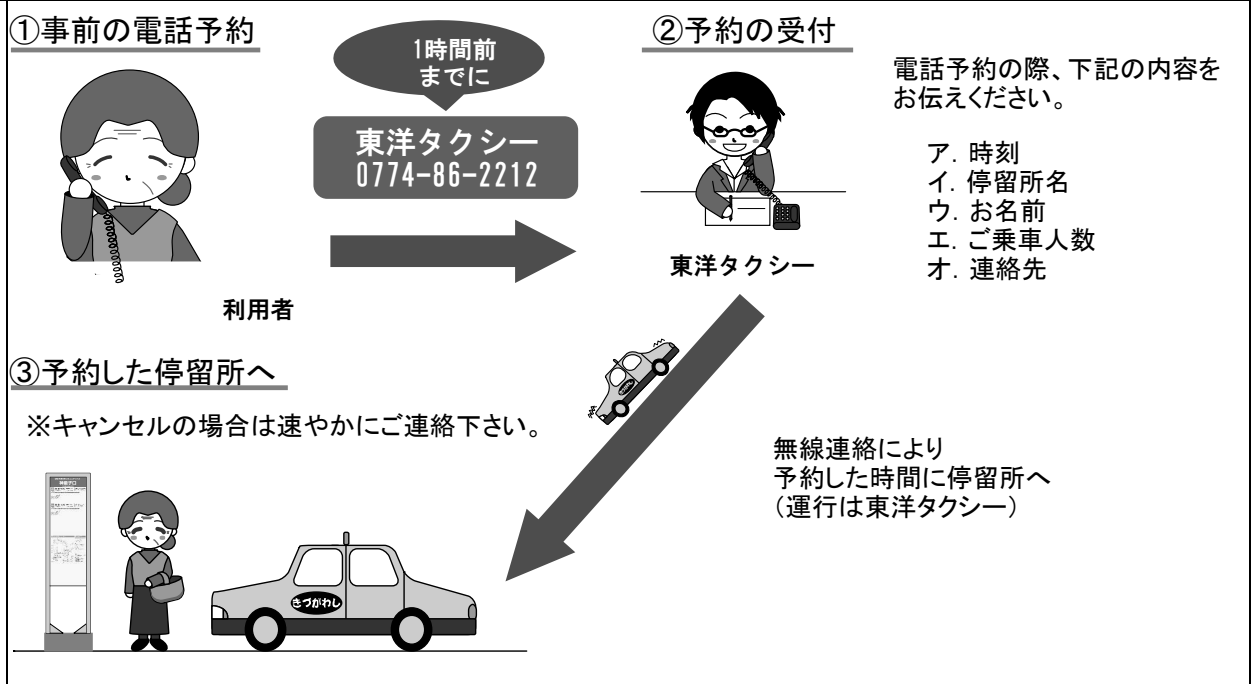 ①事前の電話予約
1時間前
までに
東洋タクシー
0774-86-2212
利用者
②予約の受付
東洋タクシー
電話予約の際、下記の内容を
お伝えください。
ア．時刻
イ．停留所名
ウ．お名前
エ．ご乗車人数
オ．連絡先
③予約した停留所へ
※キャンセルの場合は速やかにご連絡下さい。
無線連絡により
予約した時間に停留所へ
（運行は東洋タクシー）
きづがわし